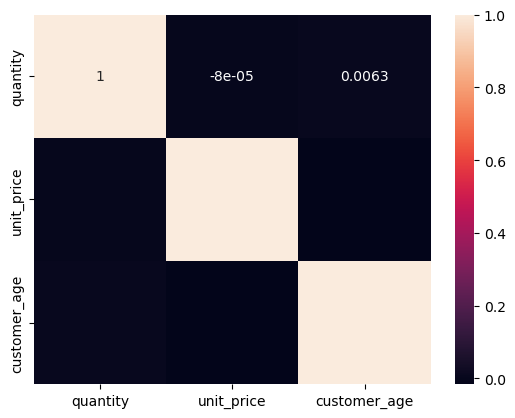 quantity
1
-8e-05
0.0063
unit_price
customer_age
quantity
unit_price
customer_age
1.0
0.8
0.6
0.4
0.2
0.0